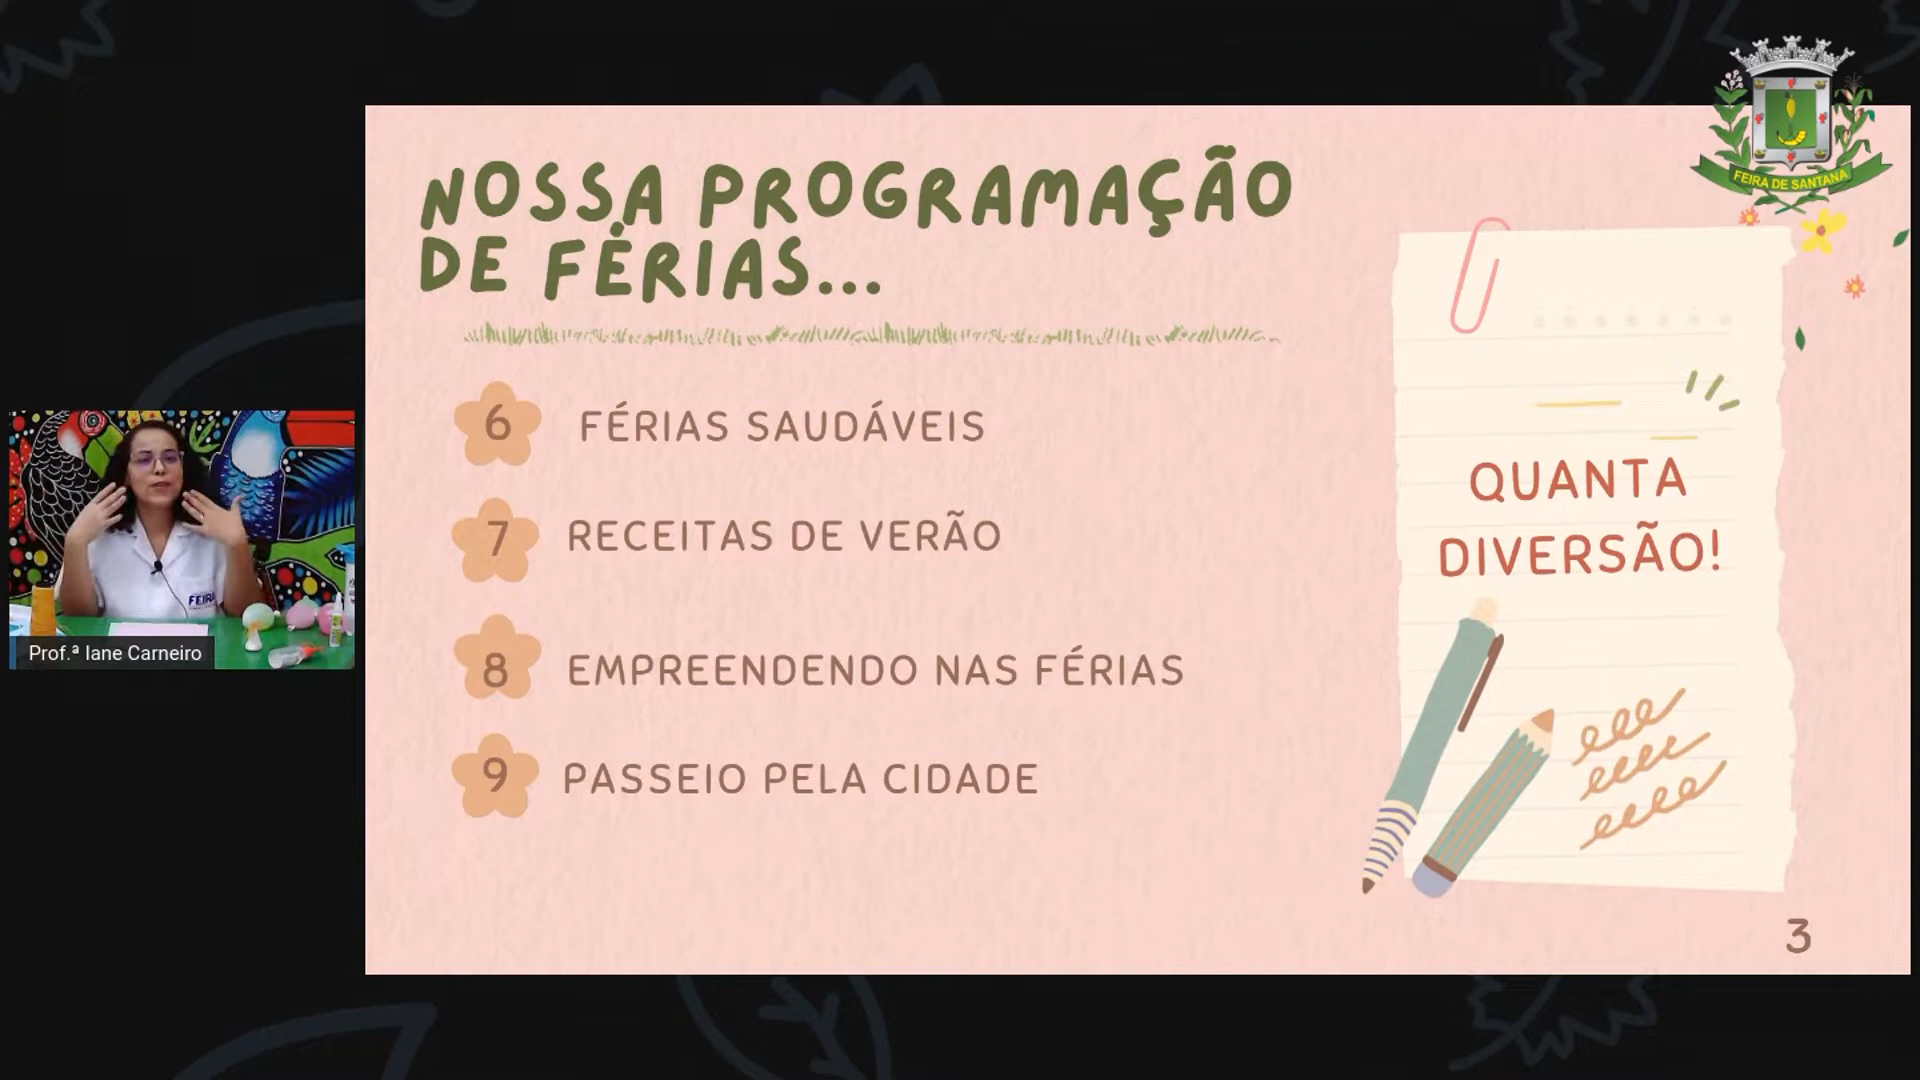 FEIRA DE SANTANA
NOSSA PROGRAMAÇÃO
DE FÉRIAS...
6 FÉRIAS SAUDÁVEIS
7 RECEITAS DE VERÃO
8 EMPREENDENDO NAS FÉRIAS
9 PASSEIO PELA CIDADE
QUANTA
DIVERSÃO!
FEIRA
Prof.ª Iane Carneiro
3